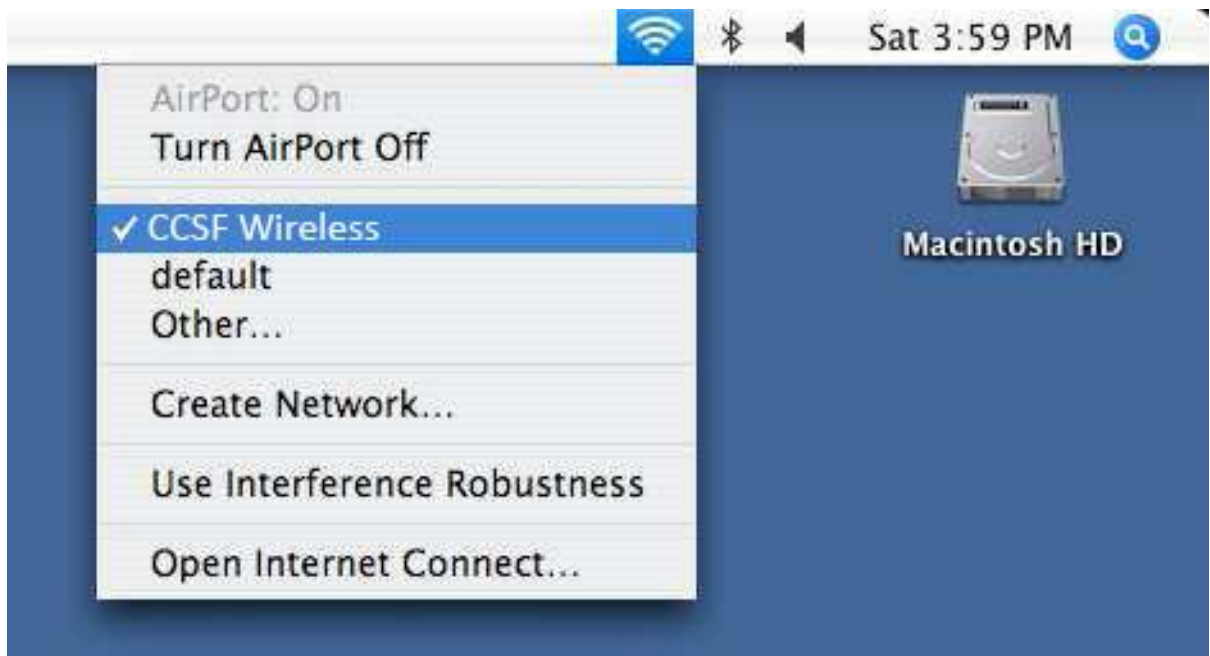 Sat 3:59 PM
AirPort: On
Turn AirPort Off
✓ CCSF Wireless
default
Other...
Create Network...
Use Interference Robustness
Open Internet Connect...
Macintosh HD